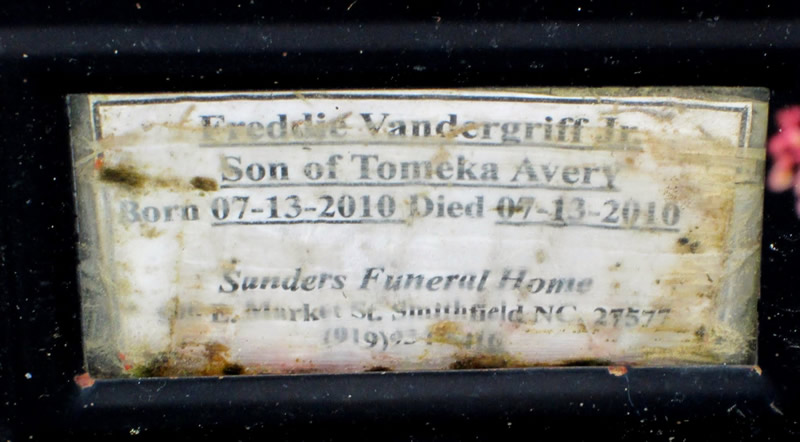 Freddie Vandergriff Jr.
Son of Tomeka Avery
Born 07-13-2010 Died 07-13-2010
Sanders Funeral Home
E. Market St. Smithfield NC, 27577
(919)